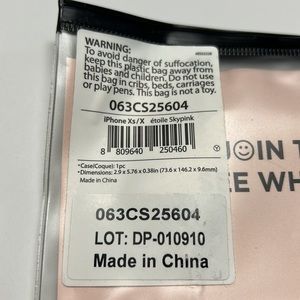 WARNING:
To avoid danger of suffocation,
keep this plastic bag away from
babies and children. Do not use
this bag in cribs, beds, carriages
or play pens. This bag is not a toy.
063CS25604
iPhone Xs/X étoile Skypink
8 809640 250460
•Case(Coque): 1pc
•Dimensions: 2.9 x 5.76 x 0.38in (73.6 x 146.2 x 9.6mm)
Made in China
JOIN T
EE WH
063CS25604
LOT: DP-010910
Made in China